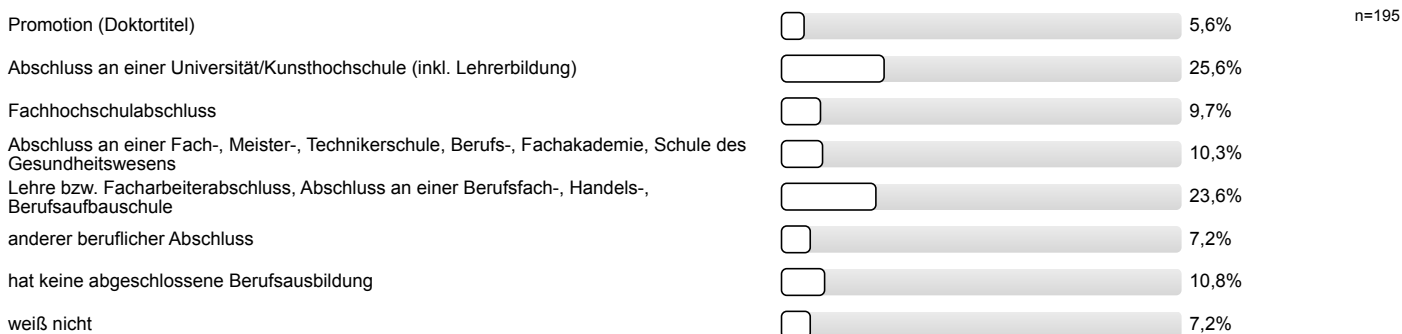 Promotion (Doktortitel) 5,6% n=195
Abschluss an einer Universität/Kunsthochschule (inkl. Lehrerbildung) 25,6%
Fachhochschulabschluss 9,7%
Abschluss an einer Fach-, Meister-, Technikerschule, Berufs-, Fachakademie, Schule des
Gesundheitswesens 10,3%
Lehre bzw. Facharbeiterabschluss, Abschluss an einer Berufsfach-, Handels-,
Berufsaufbauschule 23,6%
anderer beruflicher Abschluss 7,2%
hat keine abgeschlossene Berufsausbildung 10,8%
weiß nicht 7,2%